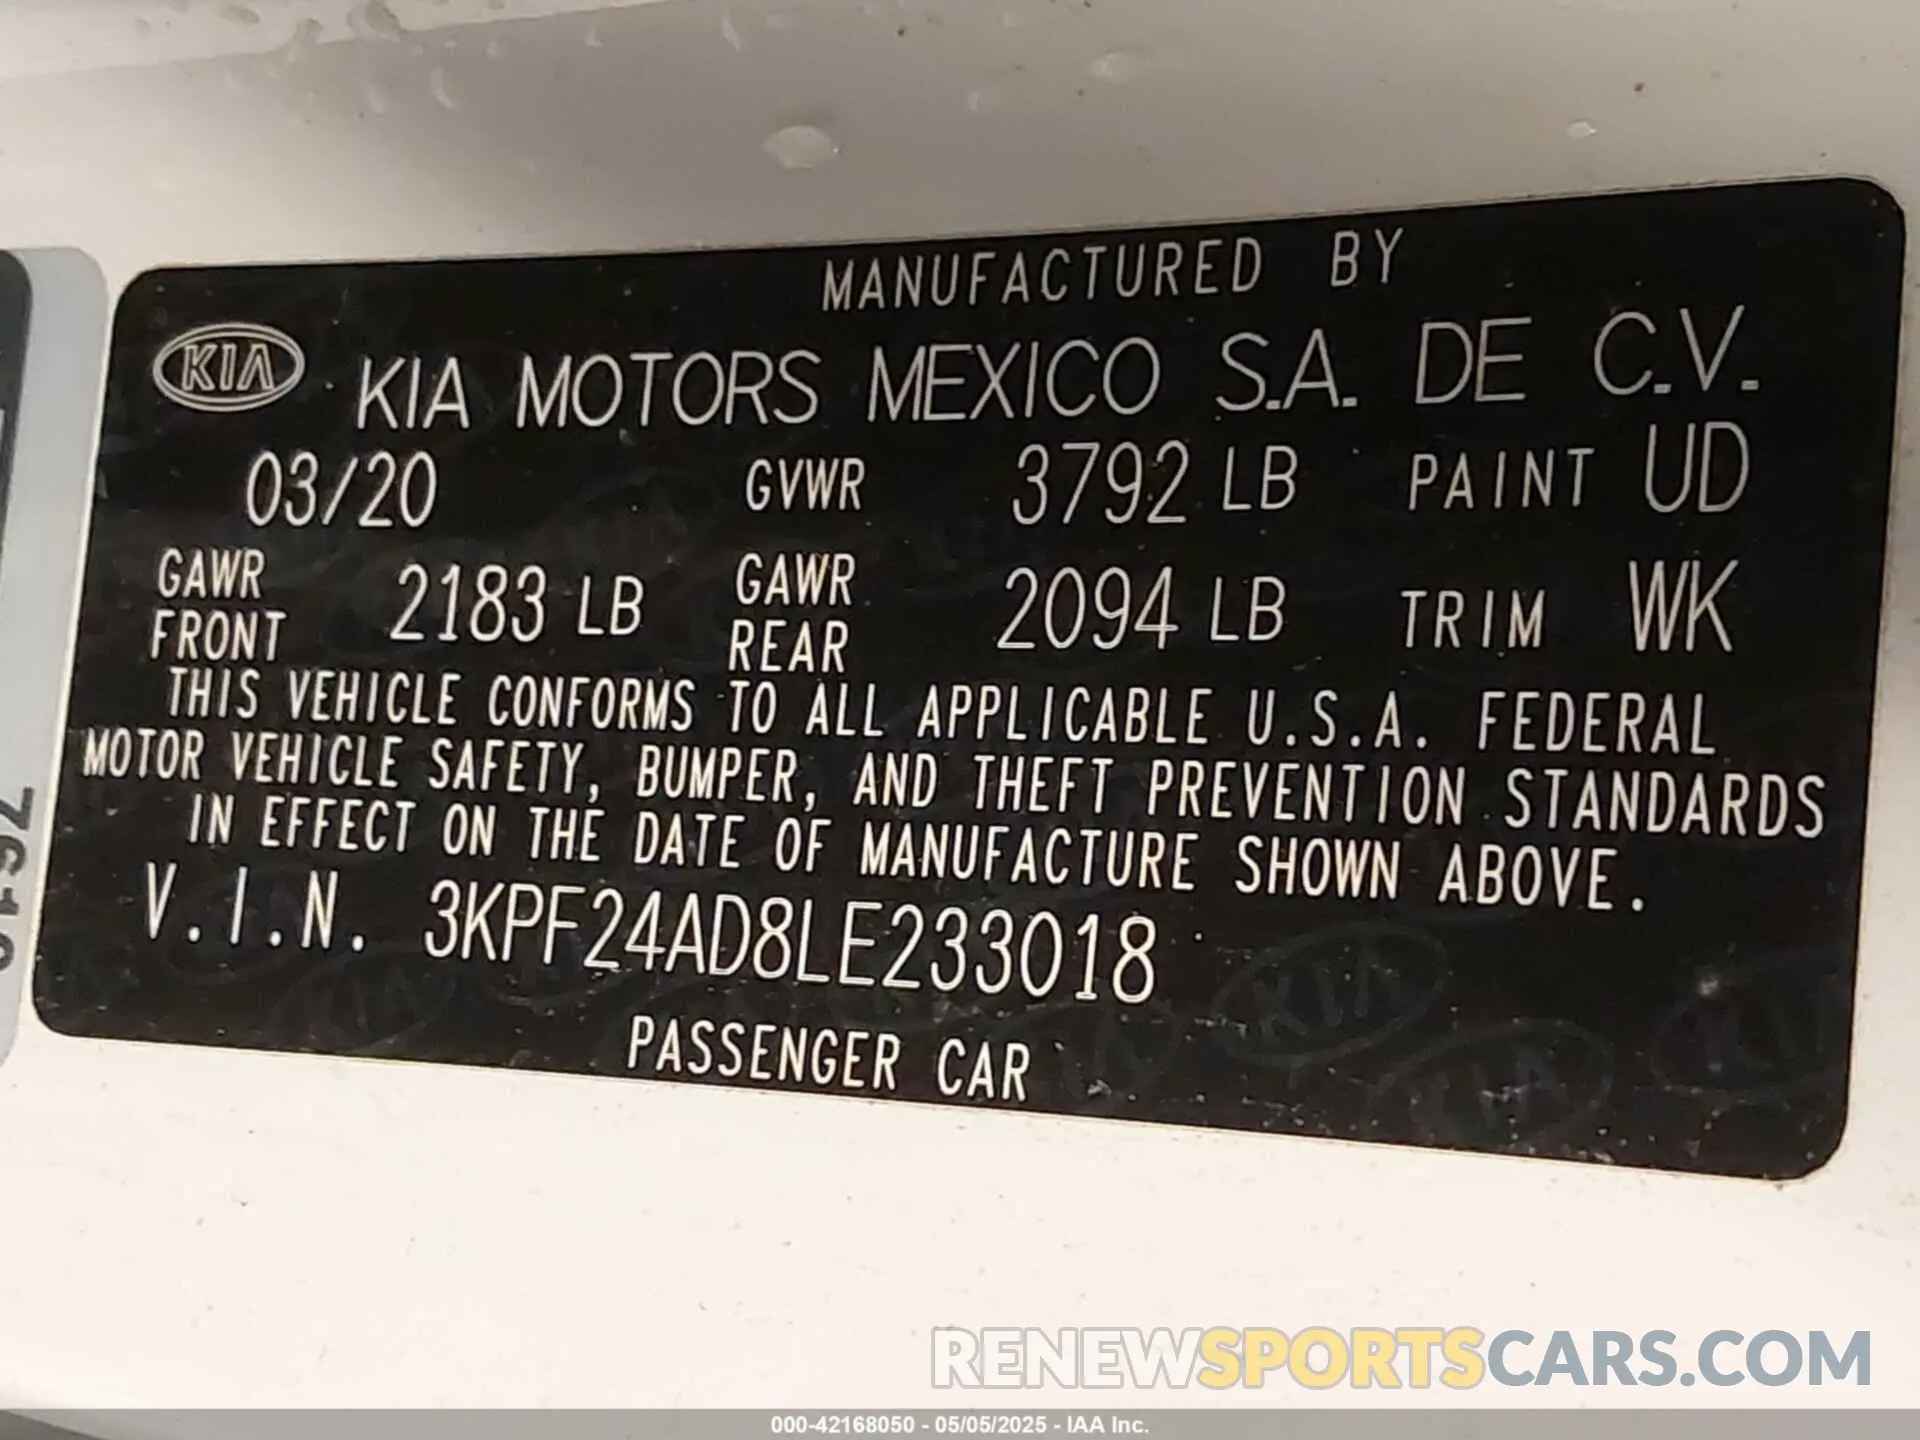 MANUFACTURED BY
KIA KIA MOTORS MEXICO S.A. DE C.V.
03/20 GVWR 3792 LB PAINT UD
GAWR FRONT 2183 LB GAWR REAR 2094 LB TRIM WK
THIS VEHICLE CONFORMS TO ALL APPLICABLE U.S.A. FEDERAL
MOTOR VEHICLE SAFETY, BUMPER, AND THEFT PREVENTION STANDARDS
IN EFFECT ON THE DATE OF MANUFACTURE SHOWN ABOVE.
V.I.N. 3KPF24AD8LE233018
PASSENGER CAR
RENEWSPORTSCARS.COM
000-42168050 - 05/05/2025 - IAA Inc.